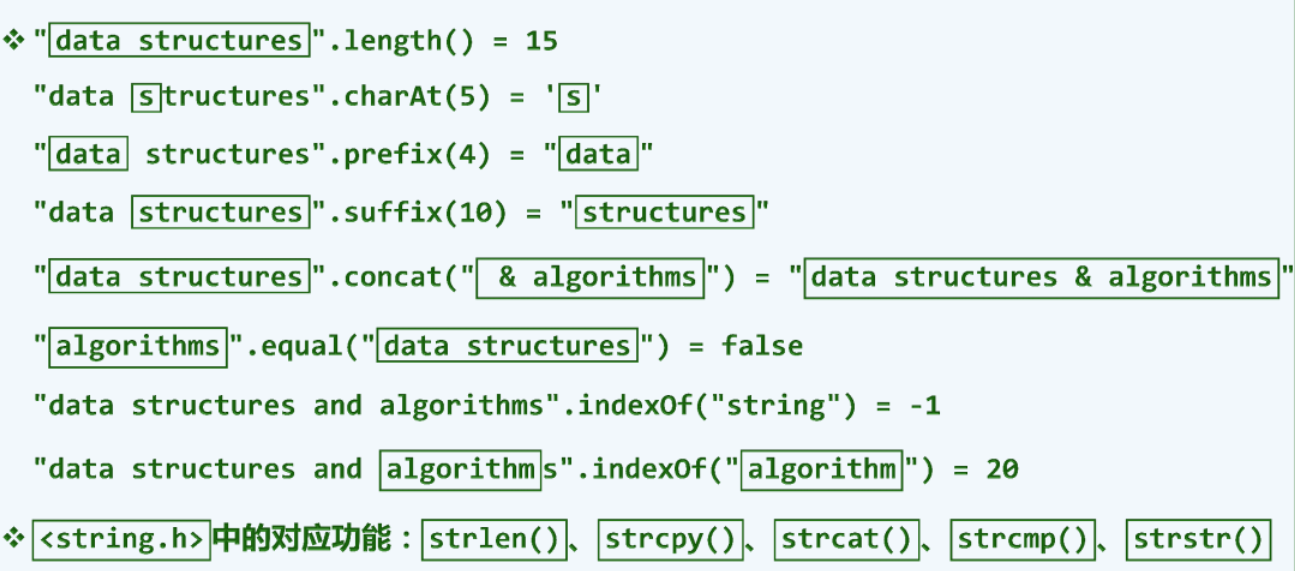 ❖ "data structures".length() = 15
"data structures".charAt(5) = 's'
"data structures".prefix(4) = "data"
"data structures".suffix(10) = "structures"
"data structures".concat(" & algorithms") = "data structures & algorithms"
"algorithms".equal("data structures") = false
"data structures and algorithms".indexOf("string") = -1
"data structures and algorithms".indexOf("algorithm") = 20
❖ <string.h>中的对应功能：strlen()、strcpy()、strcat()、strcmp()、strstr()